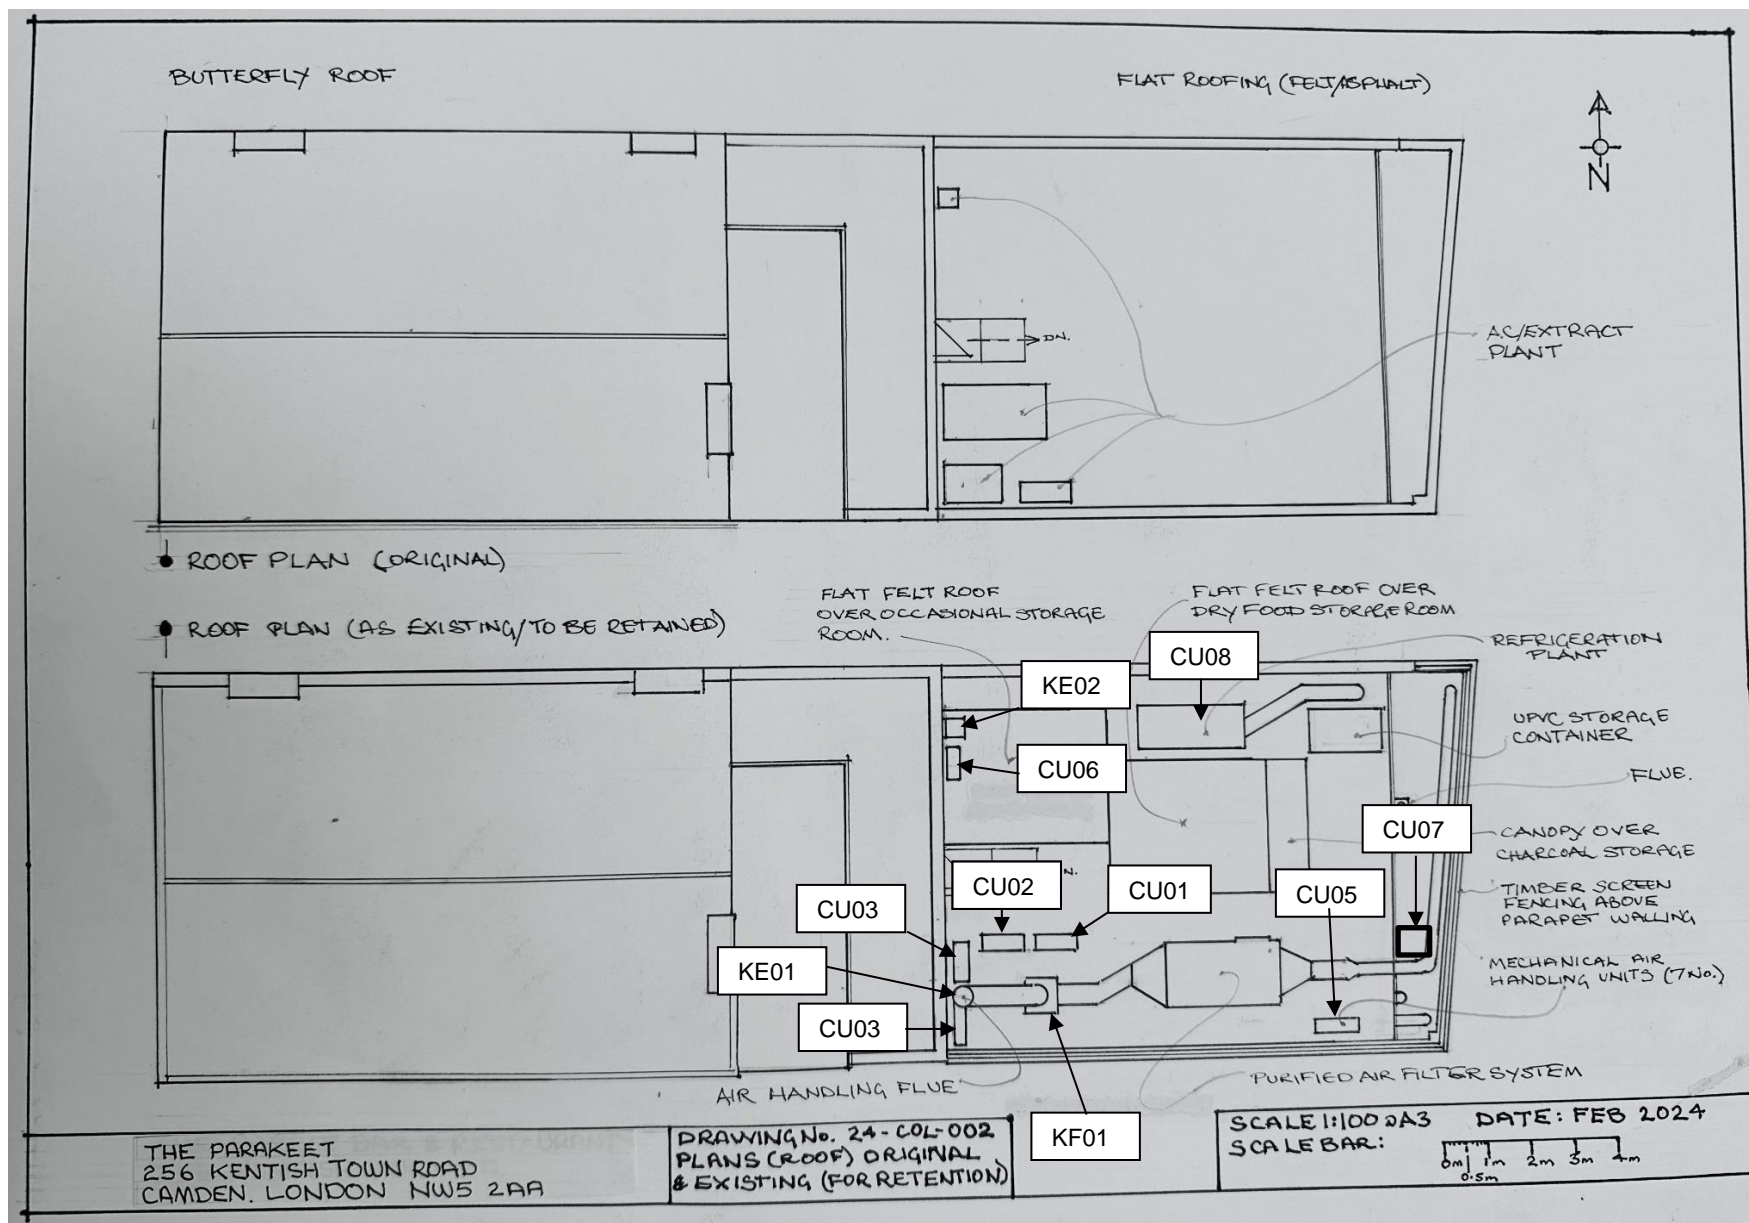 BUTTERFLY ROOF
FLAT ROOFING (FELT/ASPHALT)
N
DN.
A.C/EXTRACT
PLANT
ROOF PLAN (ORIGINAL)
ROOF PLAN (AS EXISTING/TO BE RETAINED)
FLAT FELT ROOF
OVER OCCASIONAL STORAGE
ROOM.
FLAT FELT ROOF OVER
DRY FOOD STORAGE ROOM
REFRIGERATION
PLANT
CU08
KE02
UPVC STORAGE
CONTAINER
CU06
FLUE.
CU07
CANOPY OVER
CHARCOAL STORAGE
CU02
N.
CU01
CU05
TIMBER SCREEN
FENCING ABOVE
PARAPET WALLING
CU03
KE01
MECHANICAL AIR
HANDLING UNITS (7 No.)
CU03
AIR HANDLING FLUE
PURIFIED AIR FILTER SYSTEM
KF01
THE PARAKEET
256 KENTISH TOWN ROAD
CAMDEN. LONDON NW5 2AA
DRAWING No. 24-COL-002
PLANS (ROOF) ORIGINAL
& EXISTING (FOR RETENTION)
SCALE 1:100 @ A3 DATE: FEB 2024
SCALE BAR:
0m 1m 2m 3m 4m
0.5m